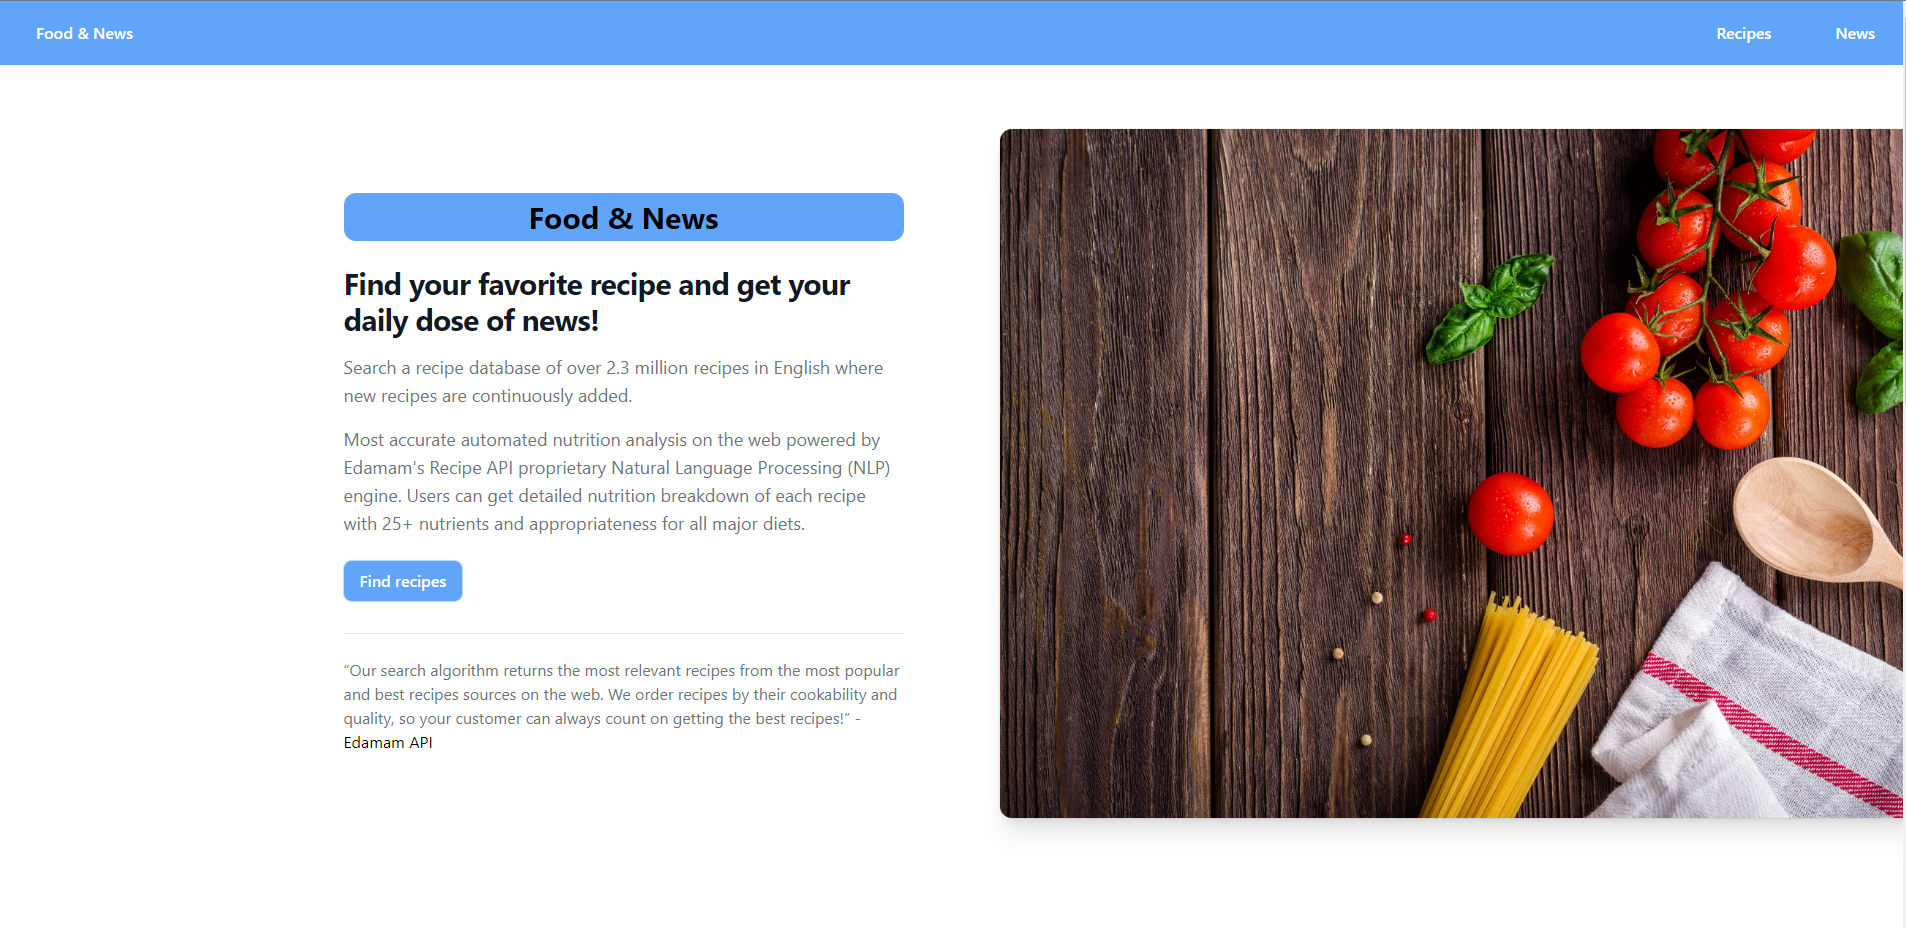 Food & News
Recipes
News
Food & News
Find your favorite recipe and get your
daily dose of news!
Search a recipe database of over 2.3 million recipes in English where
new recipes are continuously added.
Most accurate automated nutrition analysis on the web powered by
Edamam's Recipe API proprietary Natural Language Processing (NLP)
engine. Users can get detailed nutrition breakdown of each recipe
with 25+ nutrients and appropriateness for all major diets.
Find recipes
“Our search algorithm returns the most relevant recipes from the most popular
and best recipes sources on the web. We order recipes by their cookability and
quality, so your customer can always count on getting the best recipes!” -
Edamam API